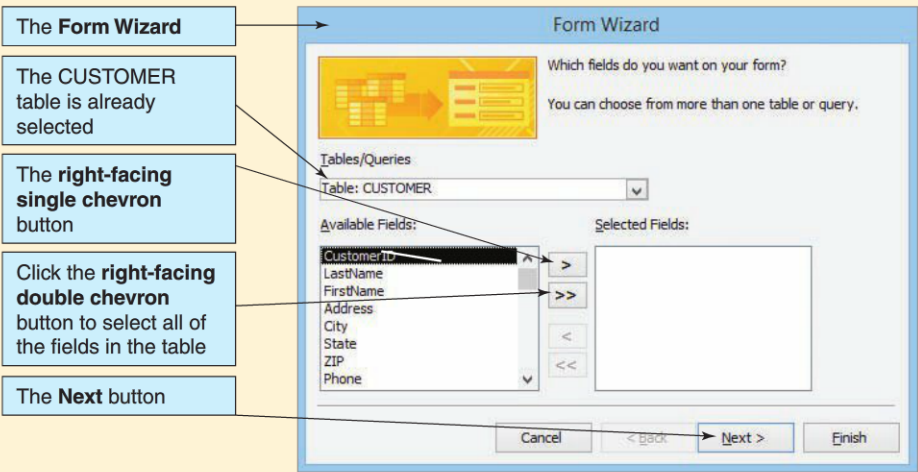 The Form Wizard
The CUSTOMER
table is already
selected
The right-facing
single chevron
button
Click the right-facing
double chevron
button to select all of
the fields in the table
The Next button
Form Wizard
Which fields do you want on your form?
You can choose from more than one table or query.
Tables/Queries
Table: CUSTOMER
Available Fields:
CustomerID
LastName
FirstName
Address
City
State
ZIP
Phone
>
>>
<
<<
Selected Fields:
Cancel
< Back
Next >
Finish